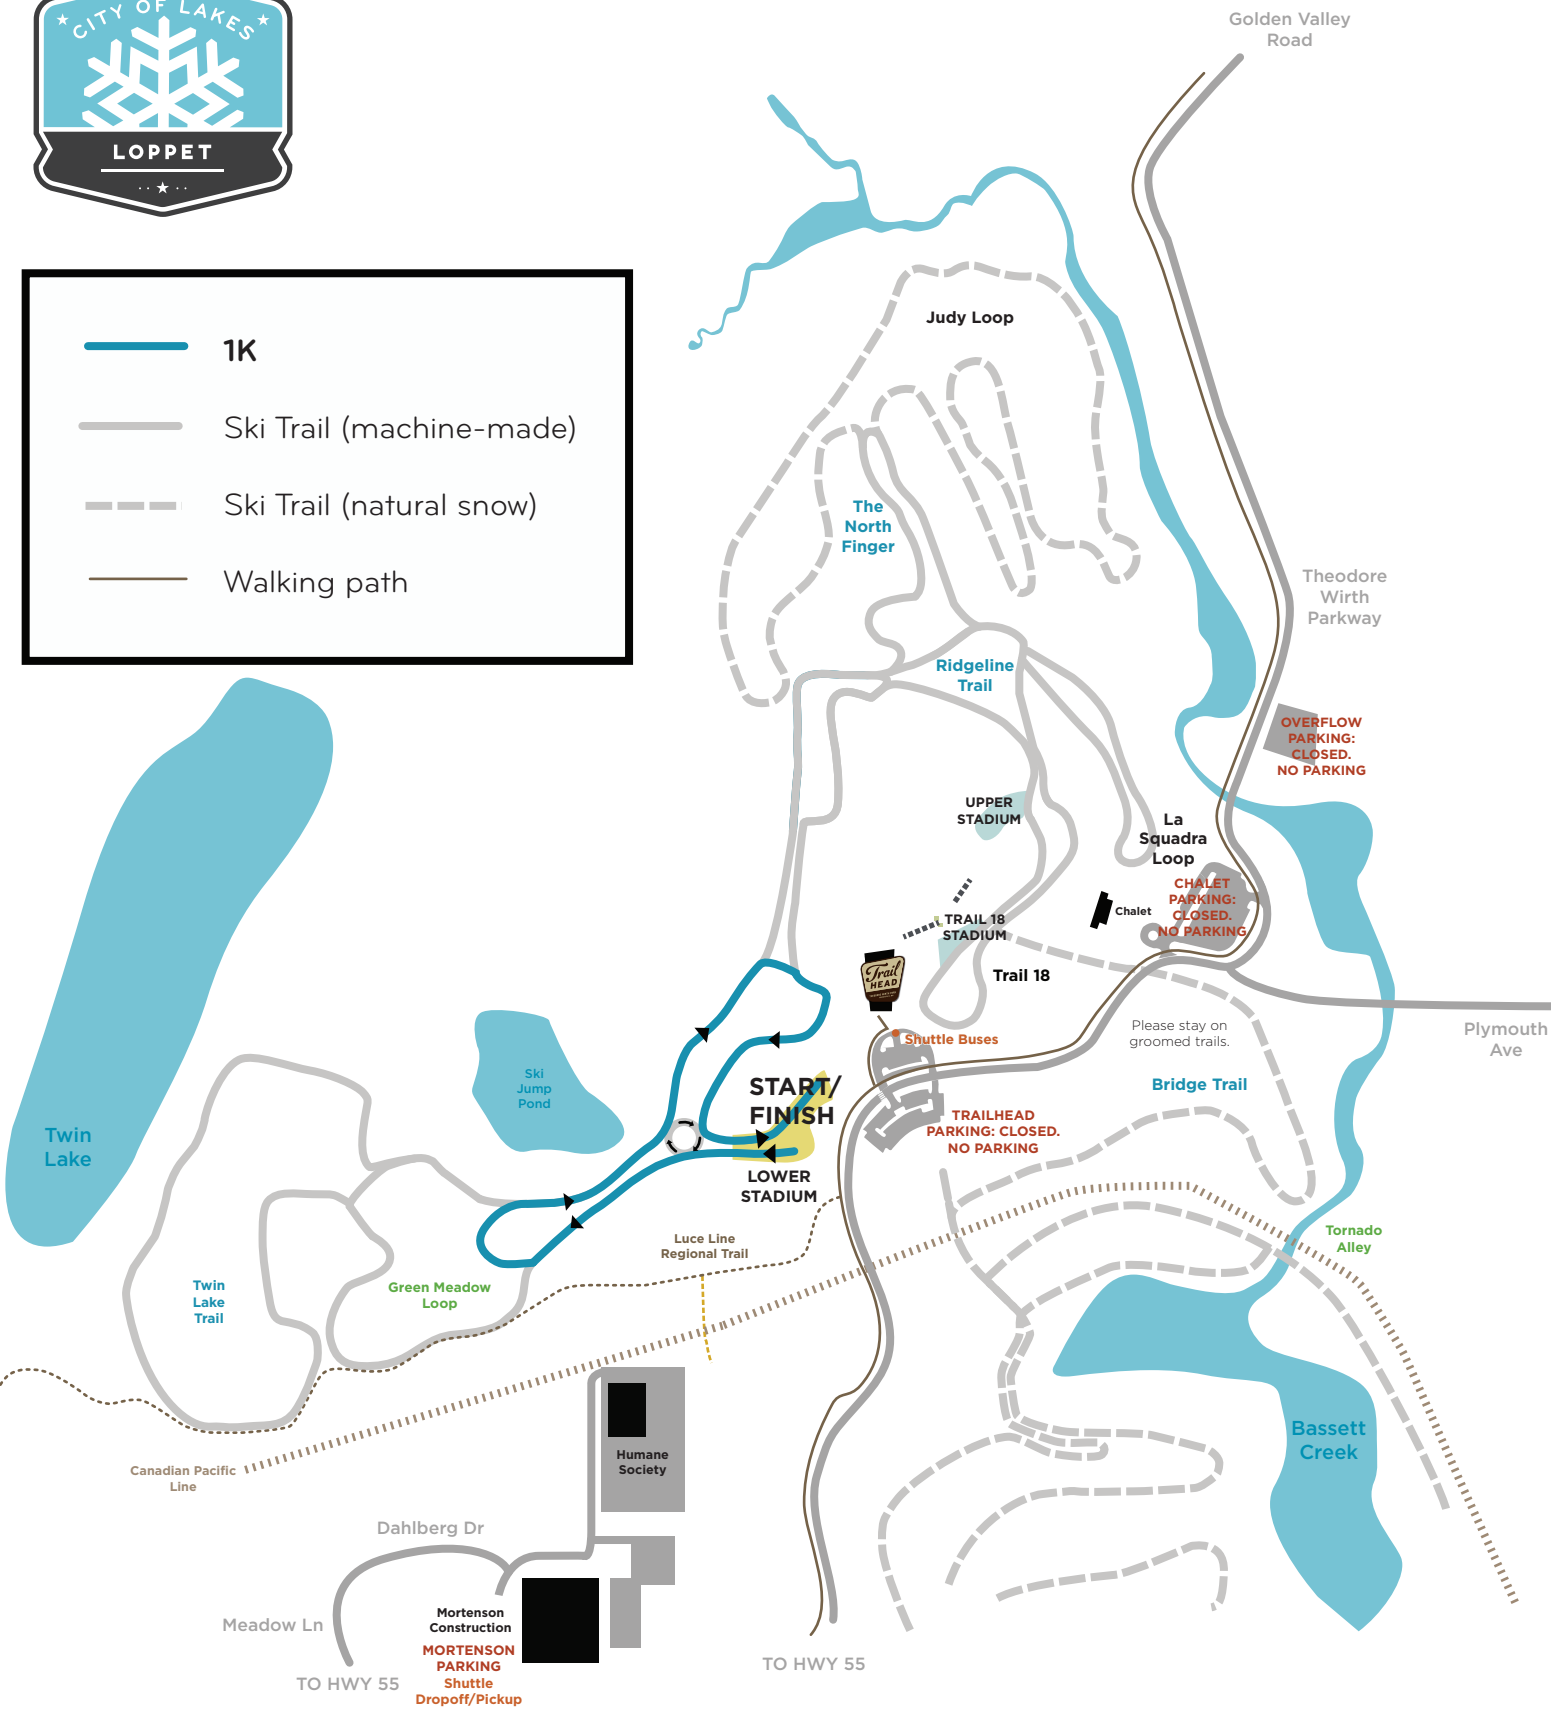 CITY OF LAKES
LOPPET
1K
Ski Trail (machine-made)
Ski Trail (natural snow)
Walking path
Golden Valley
Road
Judy Loop
The
North
Finger
Theodore
Wirth
Parkway
Ridgeline
Trail
OVERFLOW
PARKING:
CLOSED.
NO PARKING
UPPER
STADIUM
La
Squadra
Loop
CHALET
PARKING:
CLOSED.
NO PARKING
Chalet
TRAIL 18
STADIUM
Trail 18
Trail
HEAD
Shuttle Buses
Please stay on
groomed trails.
Plymouth
Ave
Ski
Jump
Pond
START/
FINISH
Bridge Trail
TRAILHEAD
PARKING: CLOSED.
NO PARKING
Twin
Lake
LOWER
STADIUM
Luce Line
Regional Trail
Tornado
Alley
Twin
Lake
Trail
Green Meadow
Loop
Bassett
Creek
Humane
Society
Canadian Pacific
Line
Dahlberg Dr
Meadow Ln
Mortenson
Construction
MORTENSON
PARKING
Shuttle
Dropoff/Pickup
TO HWY 55
TO HWY 55